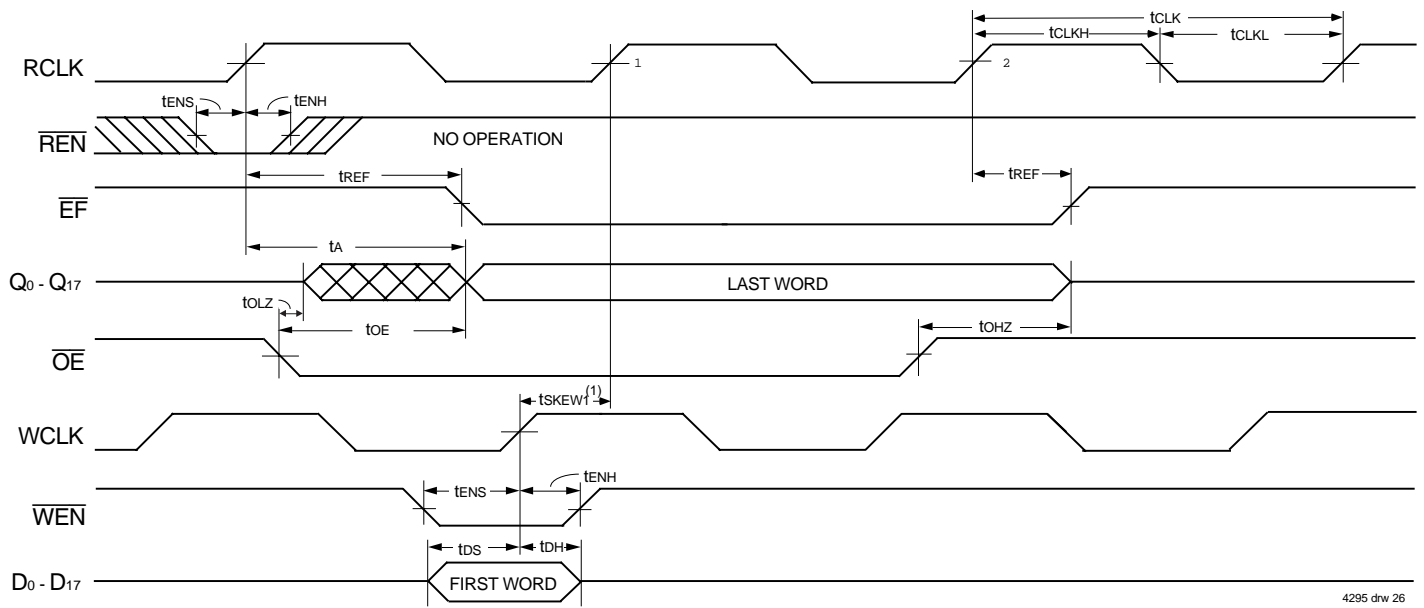 tCLK
tCLKH
tCLKL
RCLK
1
2
tENS
tENH
REN
NO OPERATION
tREF
tREF
EF
tA
Q0 - Q17
LAST WORD
tOLZ
tOE
tOHZ
OE
tSKEW1(1)
WCLK
tENS
tENH
WEN
tDS
tDH
D0 - D17
FIRST WORD
4295 drw 26